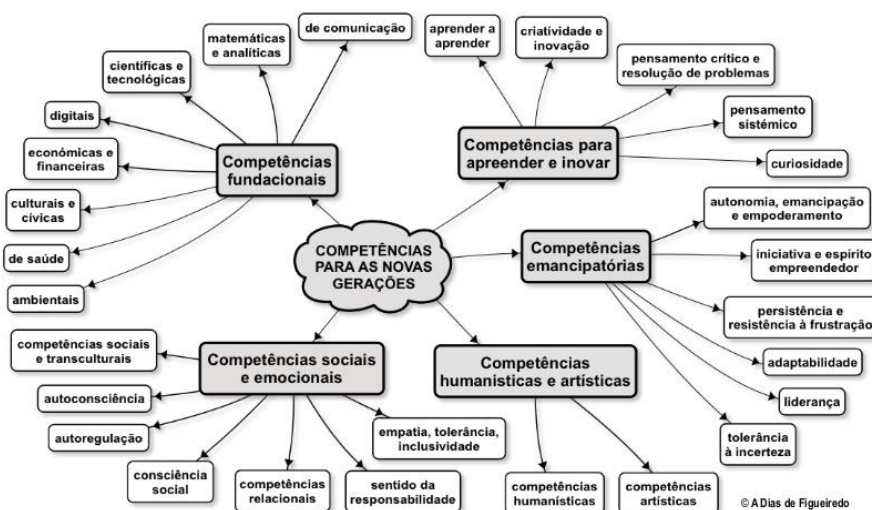 de comunicação
matemáticas
e analíticas
científicas e
tecnológicas
digitais
económicas e
financeiras
culturais e
cívicas
de saúde
ambientais
Competências
fundacionais
aprender a
aprender
criatividade e
inovação
pensamento crítico e
resolução de problemas
pensamento
sistémico
curiosidade
Competências para
apreender e inovar
COMPETÊNCIAS
PARA AS NOVAS
GERAÇÕES
Competências
emancipatórias
autonomia, emancipação
e empoderamento
iniciativa e espírito
empreendedor
persistência e
resistência à frustração
adaptabilidade
liderança
tolerância
à incerteza
Competências sociais
e emocionais
competências sociais
e transculturais
autoconsciência
autoregulação
consciência
social
competências
relacionais
sentido da
responsabilidade
empatia, tolerância,
inclusividade
Competências
humanisticas e artísticas
competências
humanísticas
competências
artísticas
© A Dias de Figueiredo